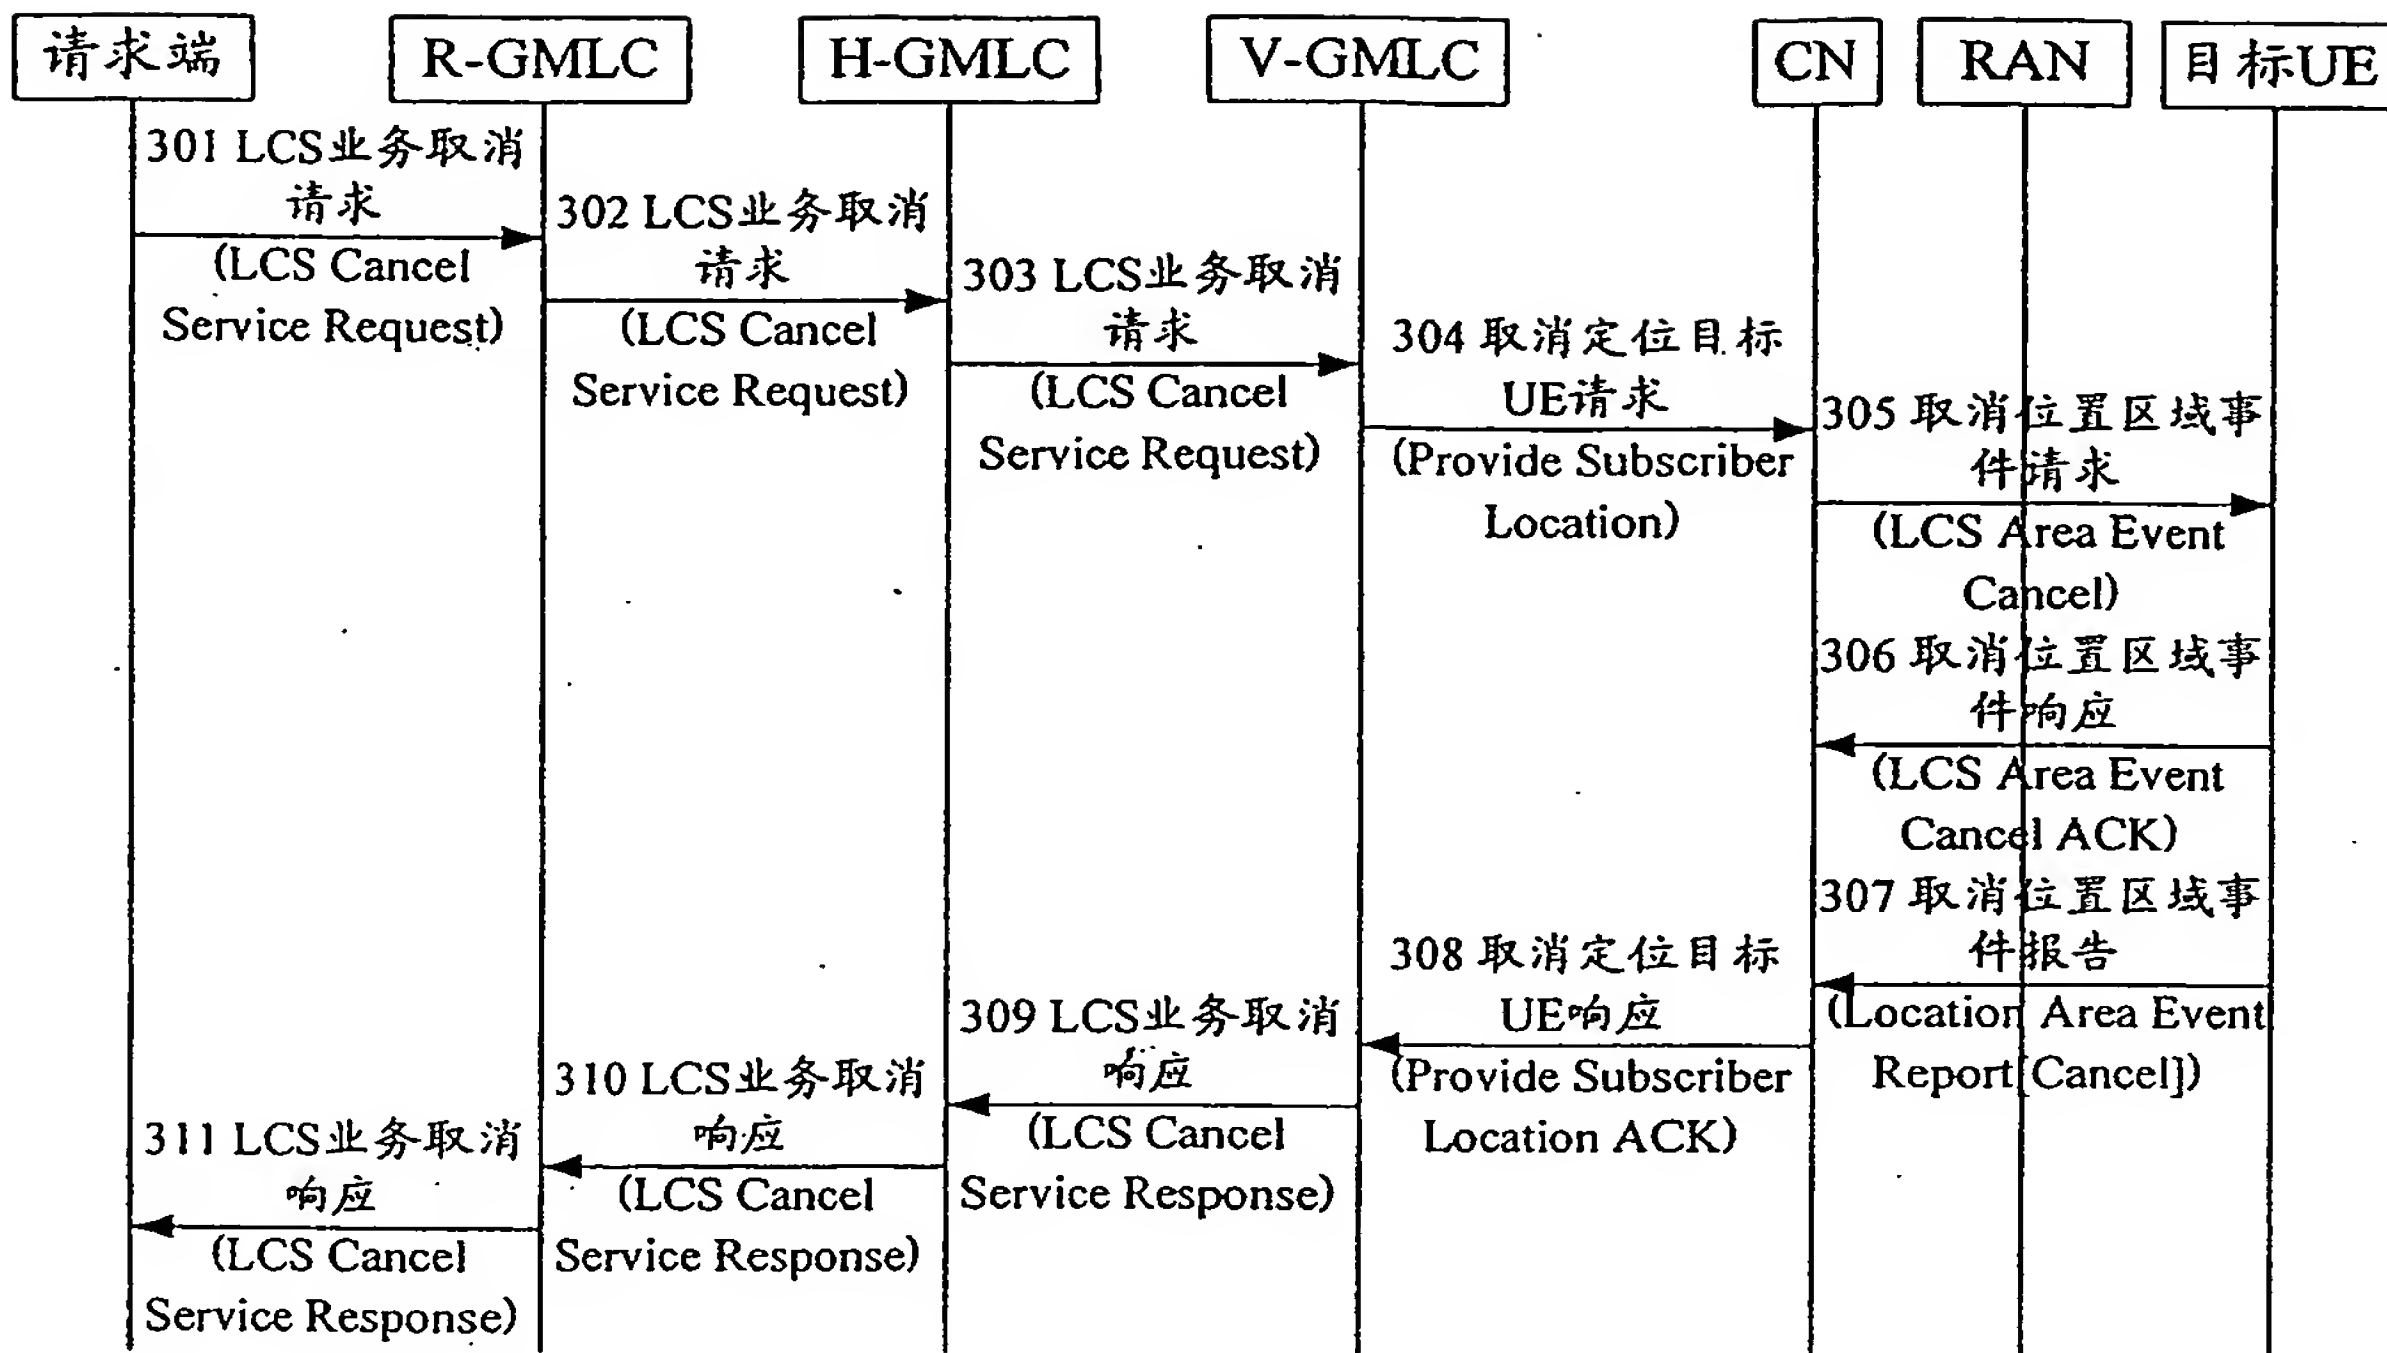 请求端
R-GMLC
H-GMLC
V-GMLC
CN
RAN
目标UE
301 LCS业务取消
请求
(LCS Cancel
Service Request)
302 LCS业务取消
请求
(LCS Cancel
Service Request)
303 LCS业务取消
请求
(LCS Cancel
Service Request)
304 取消定位目标
UE请求
(Provide Subscriber
Location)
305 取消位置区域事
件请求
(LCS Area Event
Cancel)
306 取消位置区域事
件响应
(LCS Area Event
Cancel ACK)
307 取消位置区域事
件报告
(Location Area Event
Report[Cancel])
308 取消定位目标
UE响应
(Provide Subscriber
Location ACK)
309 LCS业务取消
响应
(LCS Cancel
Service Response)
310 LCS业务取消
响应
(LCS Cancel
Service Response)
311 LCS业务取消
响应
(LCS Cancel
Service Response)